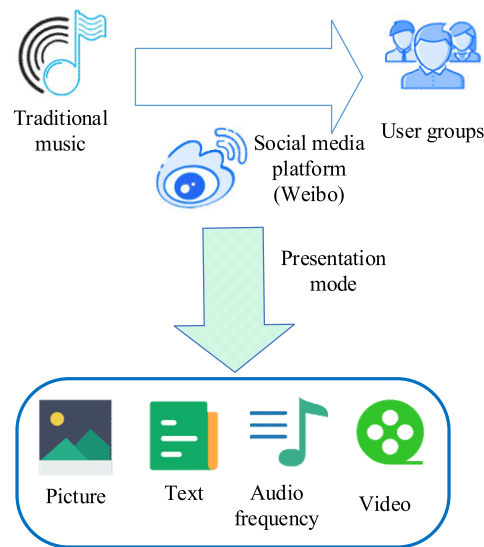 Traditional
music
User groups
Social media
platform
(Weibo)
Presentation
mode
Picture
Text
Audio
frequency
Video